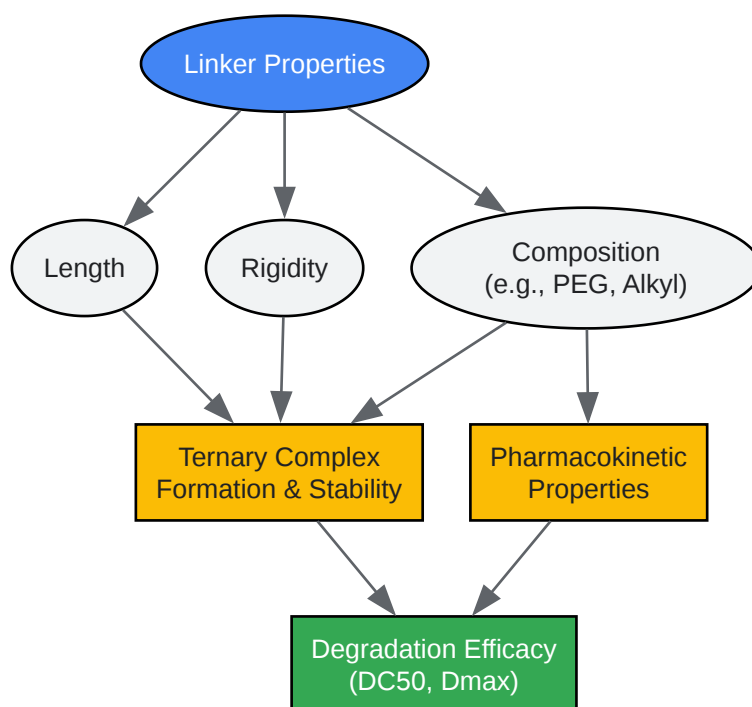 Linker Properties
Length
Rigidity
Composition
(e.g., PEG, Alkyl)
Ternary Complex
Formation & Stability
Pharmacokinetic
Properties
Degradation Efficacy
(DC50, Dmax)